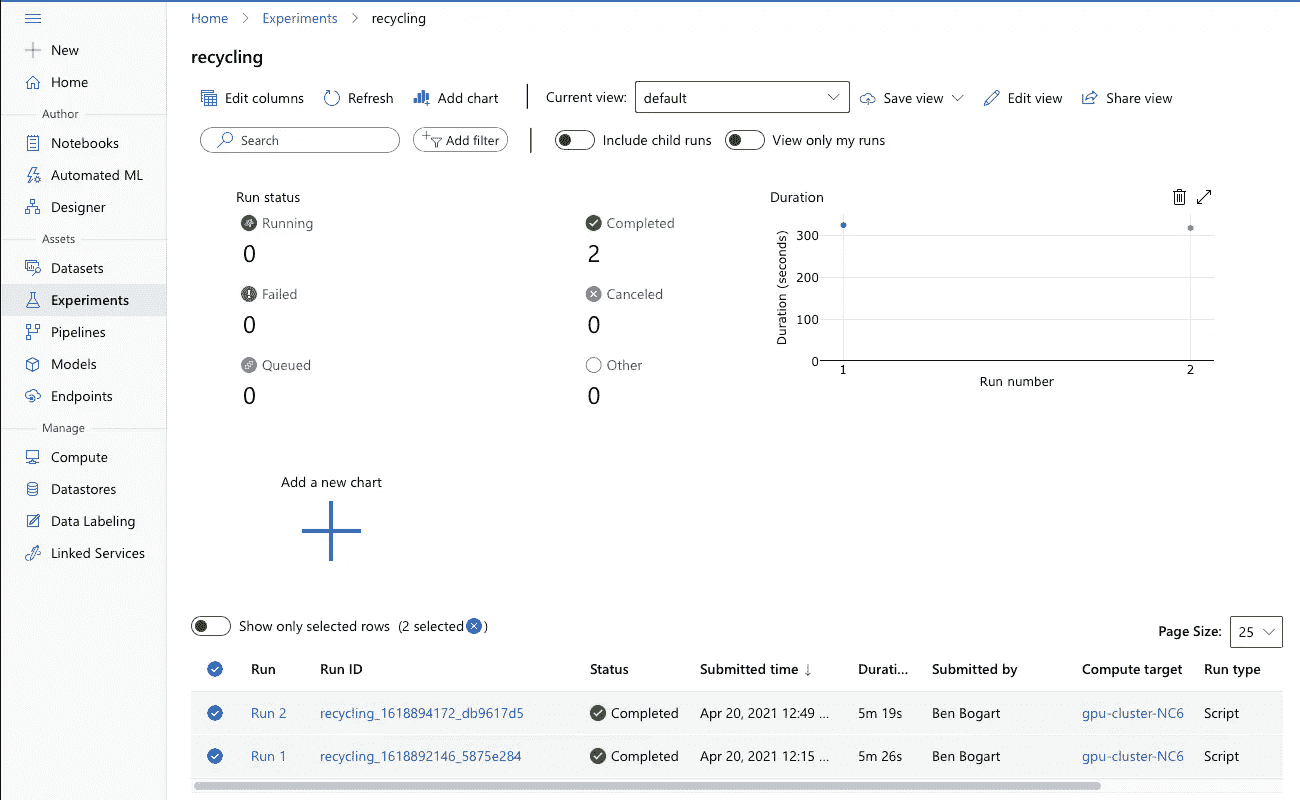 Home > Experiments > recycling
New
Home
Author
Notebooks
Automated ML
Designer
Assets
Datasets
Experiments
Pipelines
Models
Endpoints
Manage
Compute
Datastores
Data Labeling
Linked Services
recycling
Edit columns Refresh Add chart Current view: default Save view Edit view Share view
Search Add filter Include child runs View only my runs
Run status
Running
0
Completed
2
Failed
0
Canceled
0
Queued
0
Other
0
Duration
Duration (seconds)
300
200
100
0
1 2
Run number
Add a new chart
Show only selected rows (2 selected )
Page Size: 25
Run Run ID Status Submitted time ↓ Durati... Submitted by Compute target Run type
Run 2 recycling_1618894172_db9617d5 Completed Apr 20, 2021 12:49 ... 5m 19s Ben Bogart gpu-cluster-NC6 Script
Run 1 recycling_1618892146_5875e284 Completed Apr 20, 2021 12:15 ... 5m 26s Ben Bogart gpu-cluster-NC6 Script